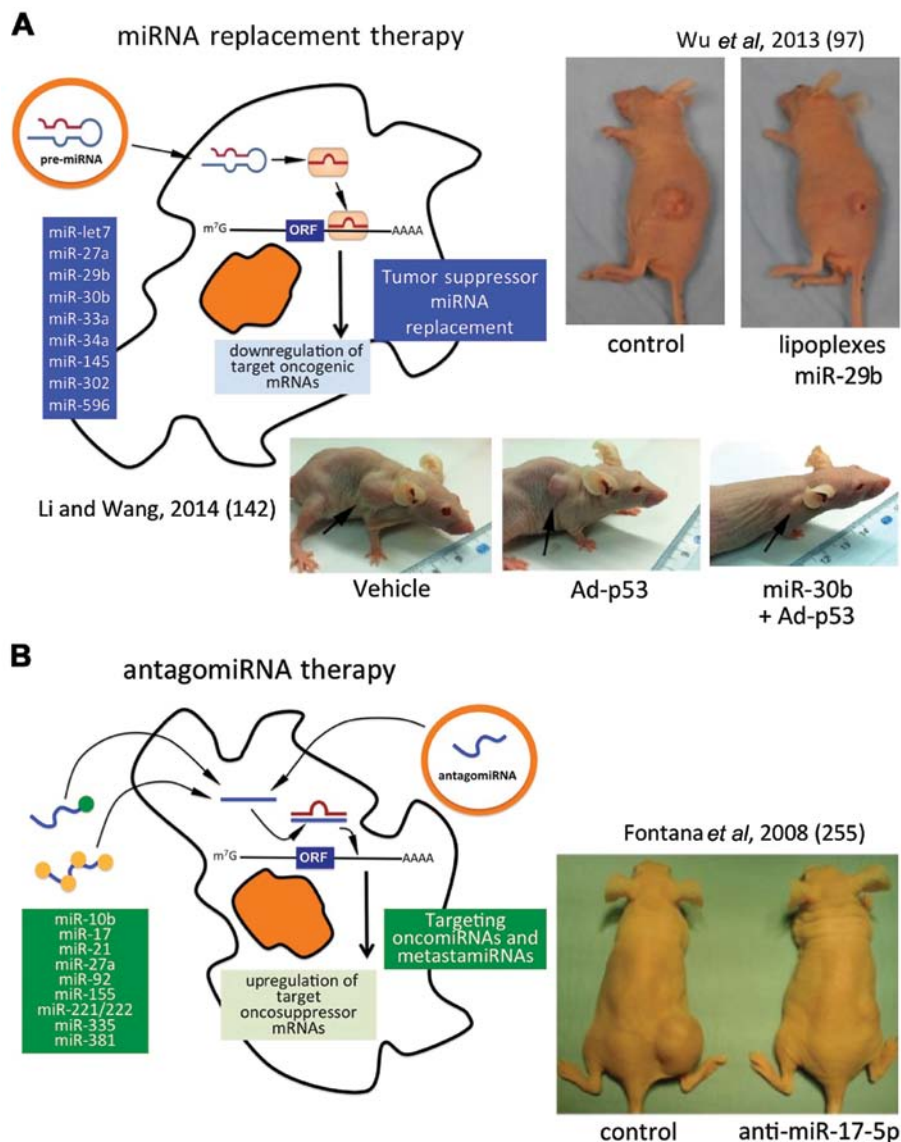 A
miRNA replacement therapy
Wu et al, 2013 (97)
pre-miRNA
m⁷G
ORF
AAAA
miR-let7
miR-27a
miR-29b
miR-30b
miR-33a
miR-34a
miR-145
miR-302
miR-596
Tumor suppressor
miRNA
replacement
downregulation of
target oncogenic
mRNAs
control
lipoplexes
miR-29b
Li and Wang, 2014 (142)
Vehicle
Ad-p53
miR-30b
+ Ad-p53
B
antagomiRNA therapy
antagomiRNA
Fontana et al, 2008 (255)
m⁷G
ORF
AAAA
miR-10b
miR-17
miR-21
miR-27a
miR-92
miR-155
miR-221/222
miR-335
miR-381
Targeting
oncomiRNAs and
metastamiRNAs
upregulation of
target
oncosuppressor
mRNAs
control
anti-miR-17-5p